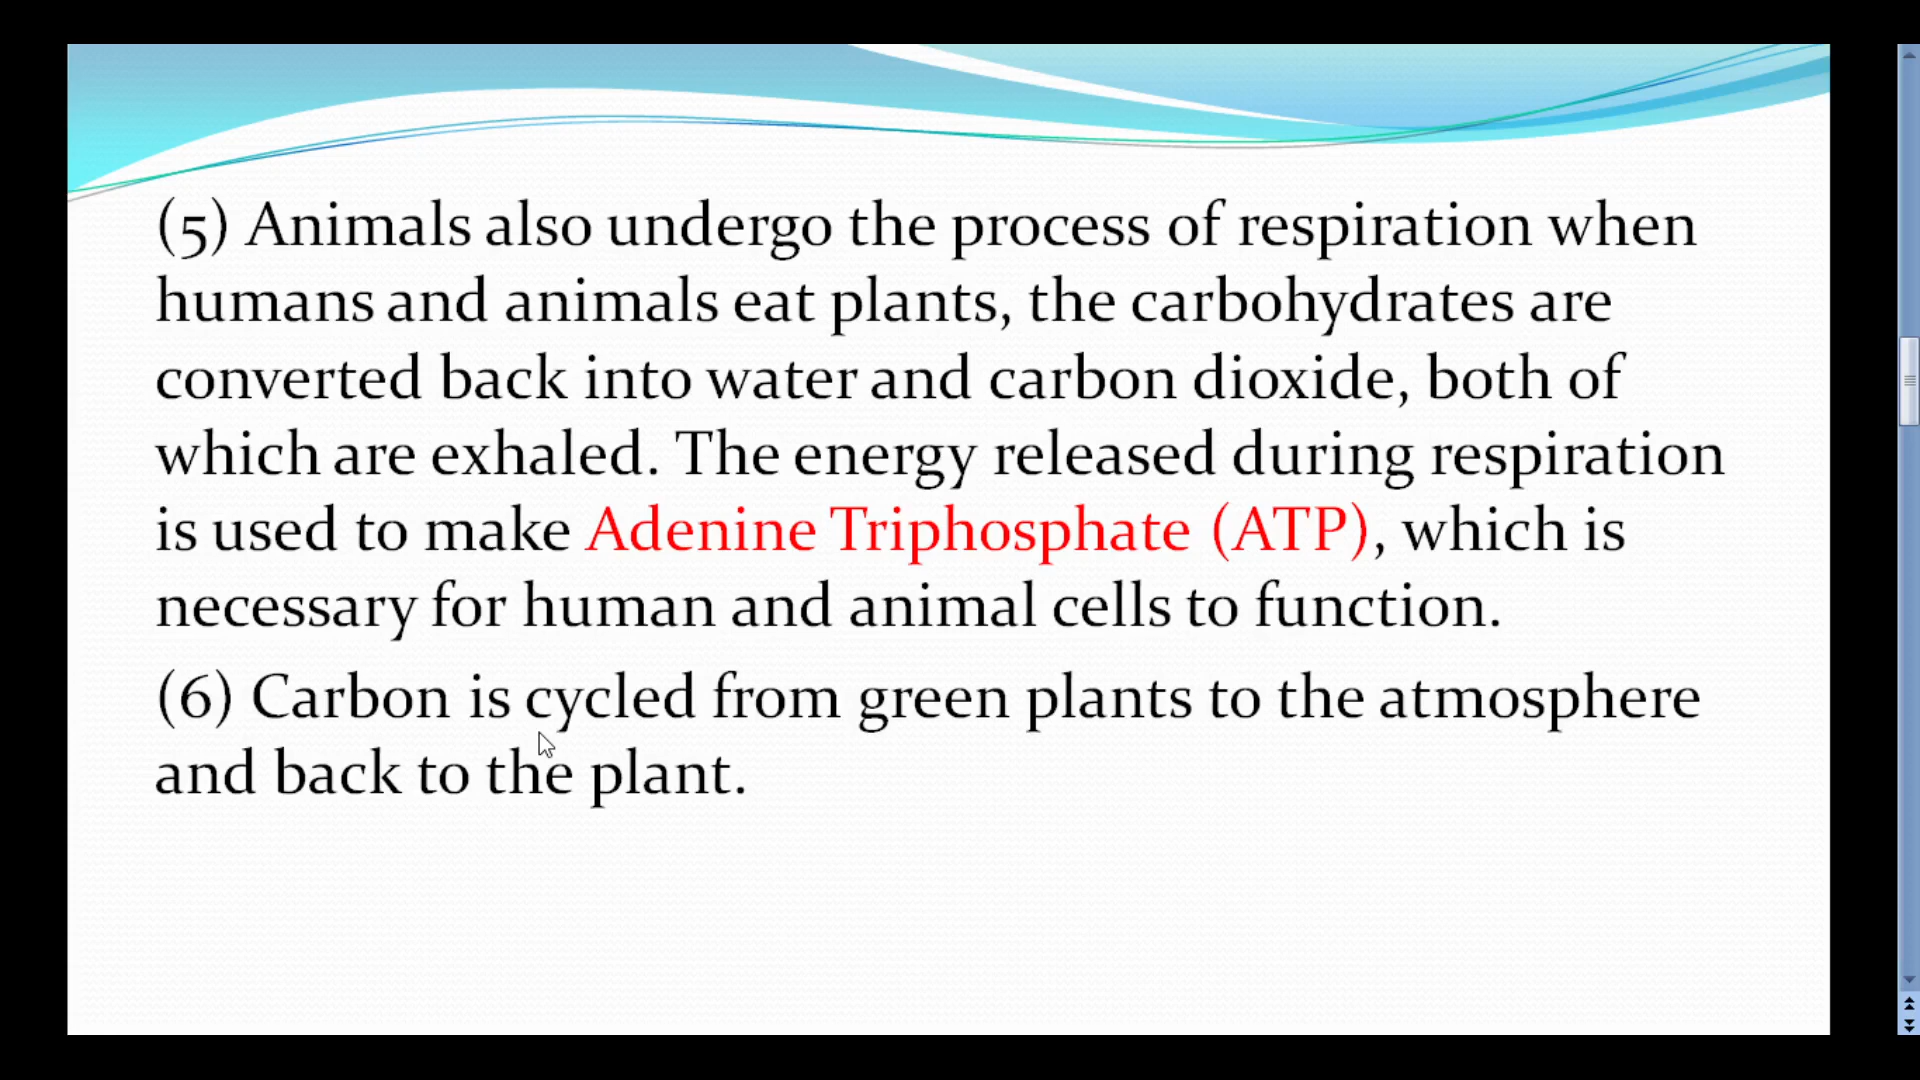 (5) Animals also undergo the process of respiration when
humans and animals eat plants, the carbohydrates are
converted back into water and carbon dioxide, both of
which are exhaled. The energy released during respiration
is used to make Adenine Triphosphate (ATP), which is
necessary for human and animal cells to function.
(6) Carbon is cycled from green plants to the atmosphere
and back to the plant.